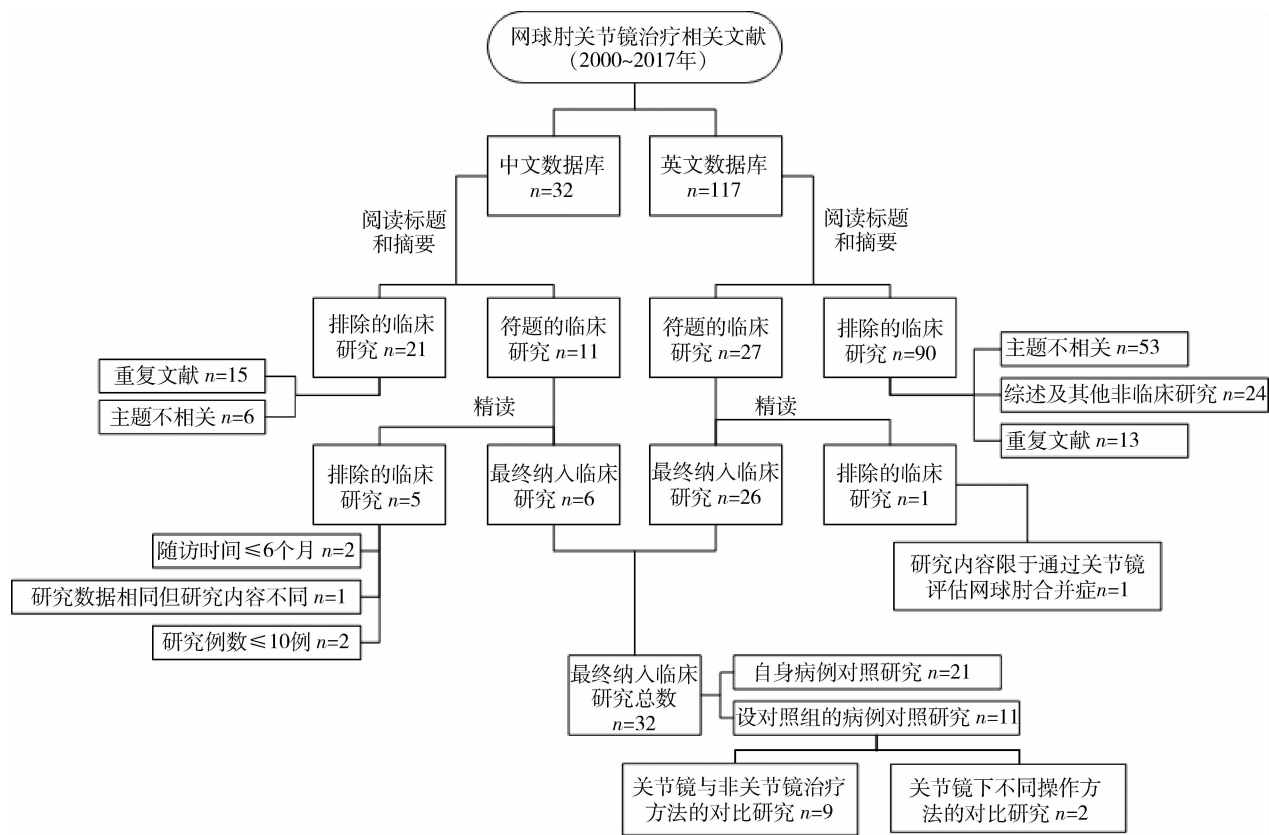 网球肘关节镜治疗相关文献
（2000~2017年）
中文数据库
n=32
英文数据库
n=117
阅读标题
和摘要
阅读标题
和摘要
排除的临床
研究 n=21
符题的临床
研究 n=11
符题的临床
研究 n=27
排除的临床
研究 n=90
重复文献 n=15
主题不相关 n=6
主题不相关 n=53
综述及其他非临床研究 n=24
重复文献 n=13
精读
精读
排除的临床
研究 n=5
最终纳入临床
研究 n=6
最终纳入临床
研究 n=26
排除的临床
研究 n=1
随访时间≤6个月 n=2
研究数据相同但研究内容不同 n=1
研究例数≤10例 n=2
研究内容限于通过关节镜
评估网球肘合并症n=1
最终纳入临床
研究总数
n=32
自身病例对照研究 n=21
设对照组的病例对照研究 n=11
关节镜与非关节镜治疗
方法的对比研究 n=9
关节镜下不同操作方
法的对比研究 n=2